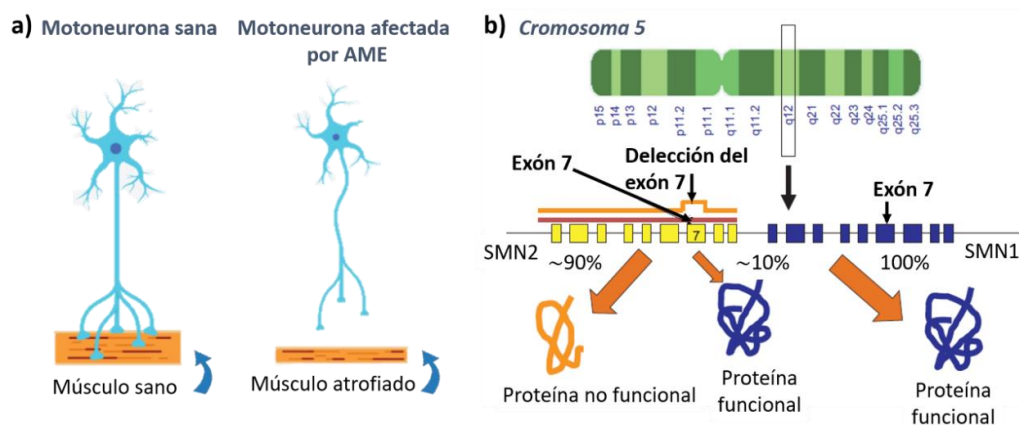 a)
Motoneurona sana
Motoneurona afectada
por AME
Músculo sano
Músculo atrofiado
b) Cromosoma 5
p15
p14
p13
p12
p11.2
p11.1
q11.1
q11.2
q12
q21
q22
q23
q24
q25.1
q25.2
q25.3
Exón 7
Delección del
exón 7
Exón 7
7
SMN2
SMN1
~90%
~10%
100%
Proteína no funcional
Proteína
funcional
Proteína
funcional